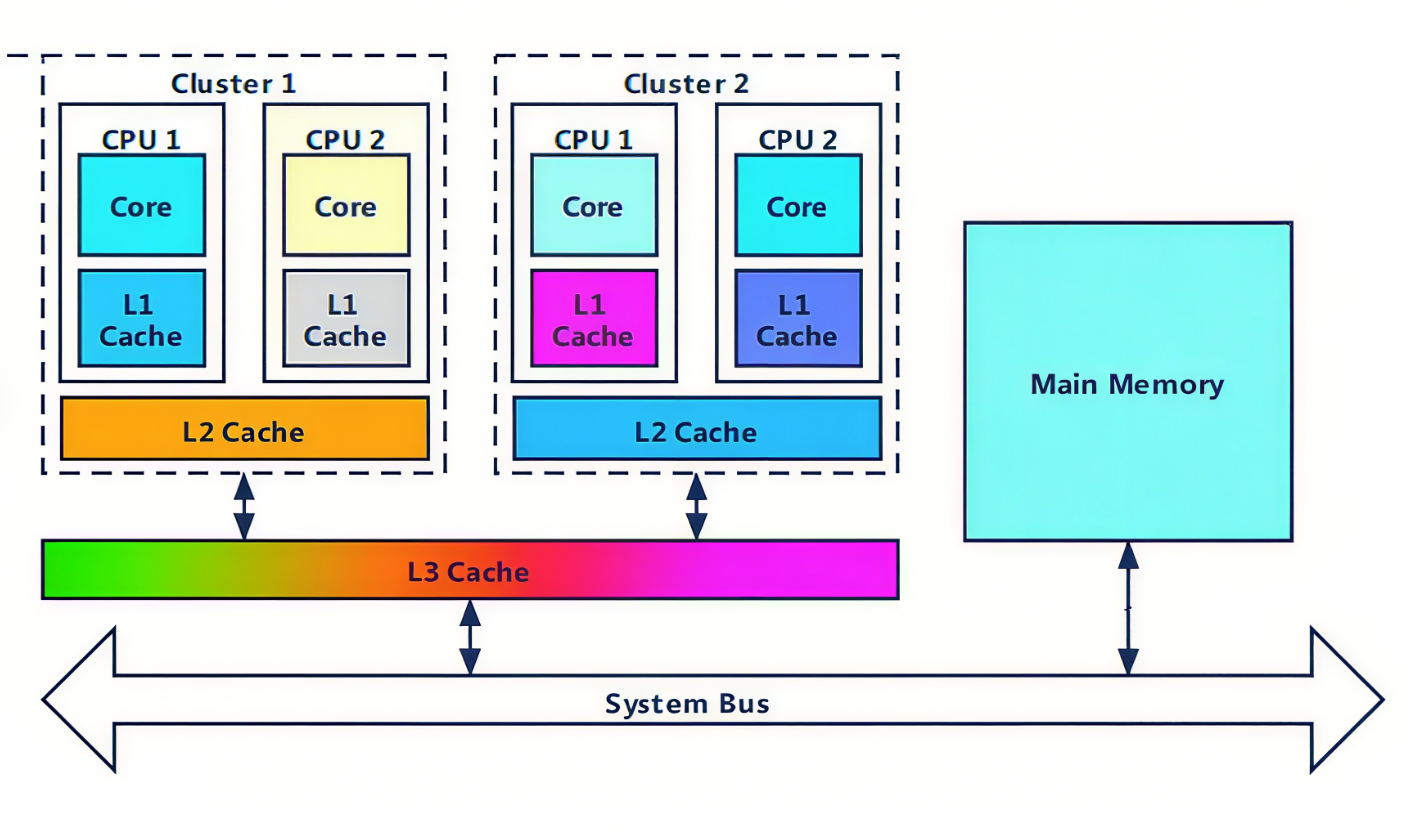 Cluster 1
Cluster 2
CPU 1
CPU 2
CPU 1
CPU 2
Core
Core
Core
Core
L1
Cache
L1
Cache
L1
Cache
L1
Cache
Main Memory
L2 Cache
L2 Cache
L3 Cache
System Bus